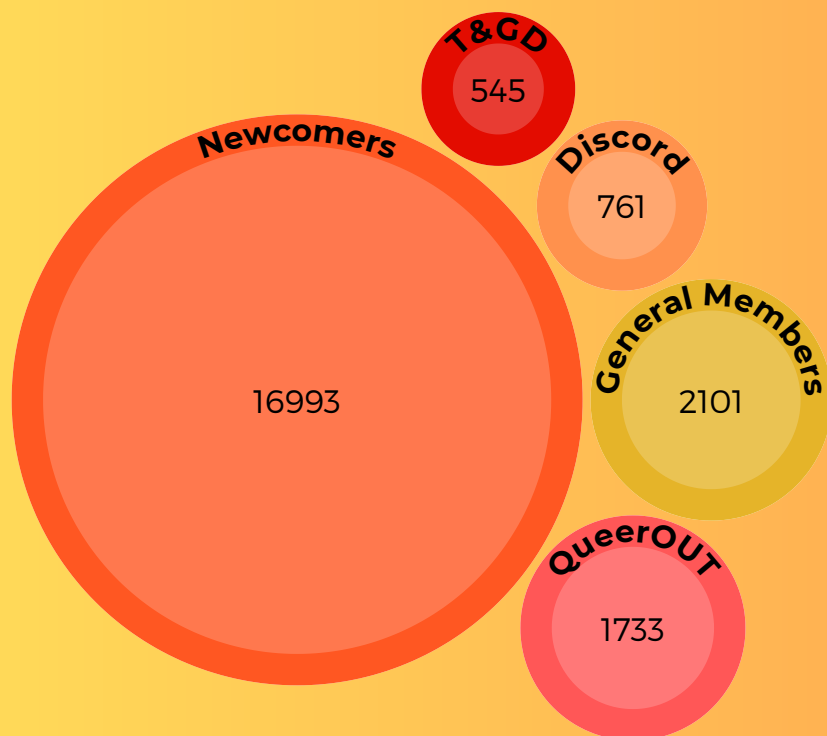 T&GD
545
Discord
761
Newcomers
16993
General Members
2101
QueerOUT
1733